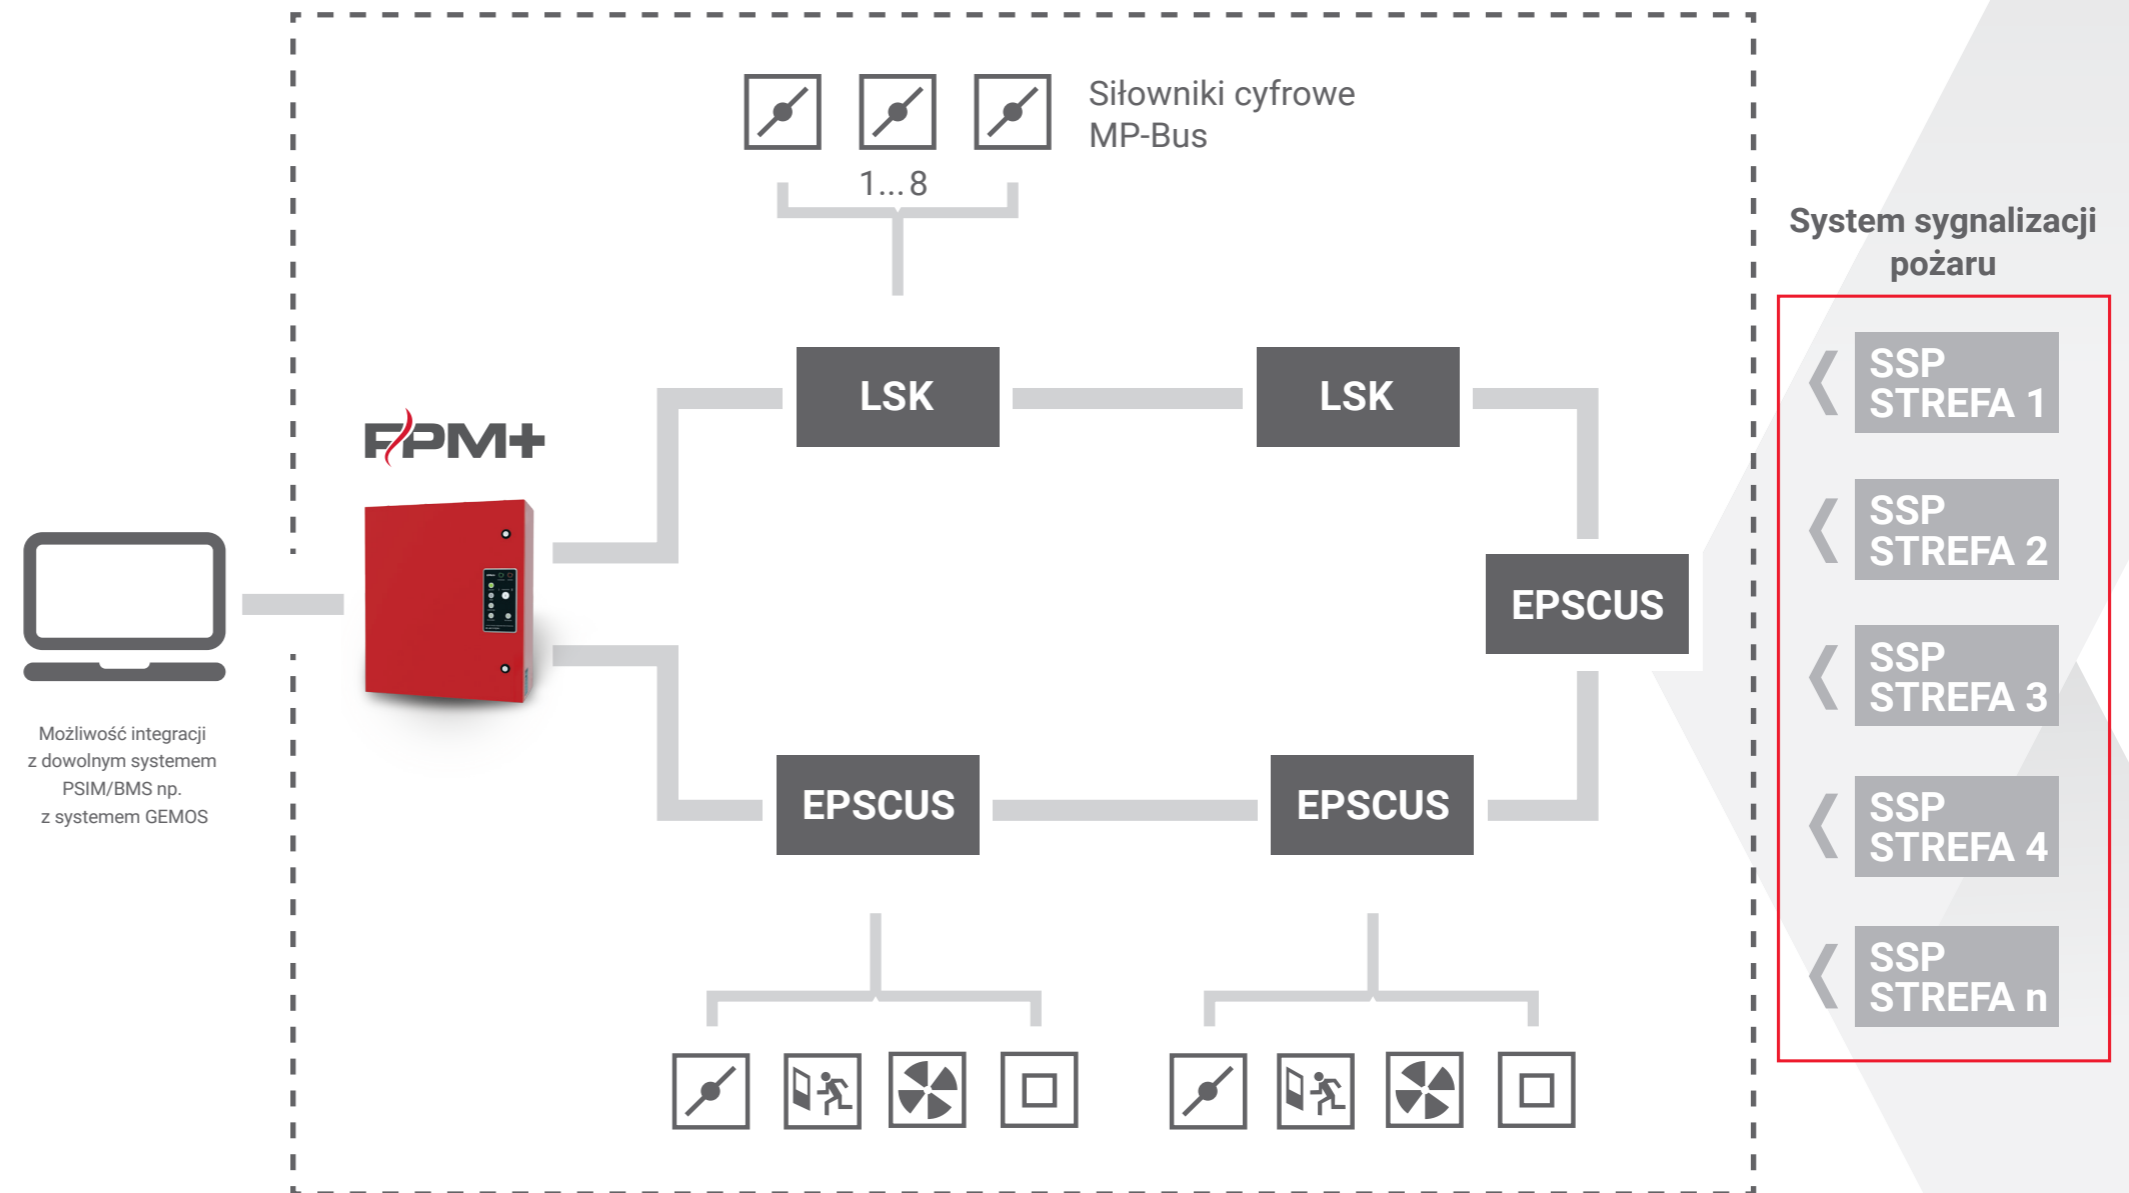 Siłowniki cyfrowe
MP-Bus
1...8
System sygnalizacji
pożaru
LSK
LSK
SSP
STREFA 1
FPM+
SSP
STREFA 2
EPSCUS
SSP
STREFA 3
Możliwość integracji
z dowolnym systemem
PSIM/BMS np.
z systemem GEMOS
EPSCUS
EPSCUS
SSP
STREFA 4
SSP
STREFA n